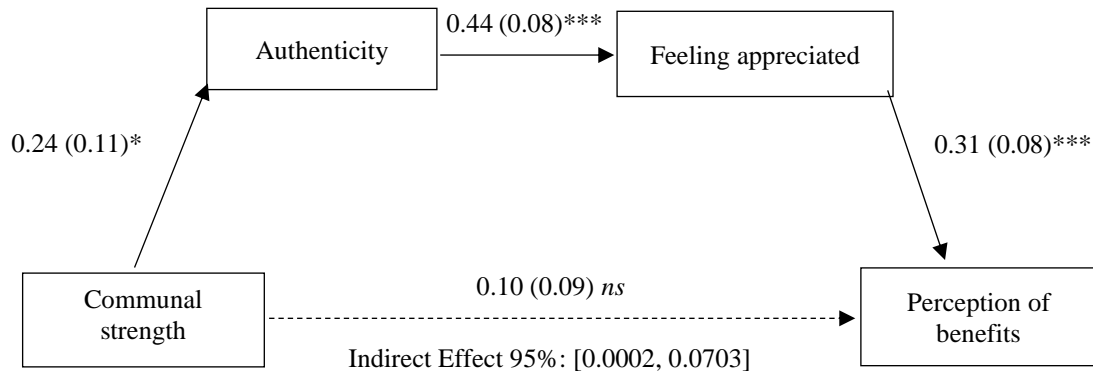 0.44 (0.08)***
Authenticity
Feeling appreciated
0.24 (0.11)*
0.31 (0.08)***
0.10 (0.09) ns
Communal
strength
Perception of
benefits
Indirect Effect 95%: [0.0002, 0.0703]